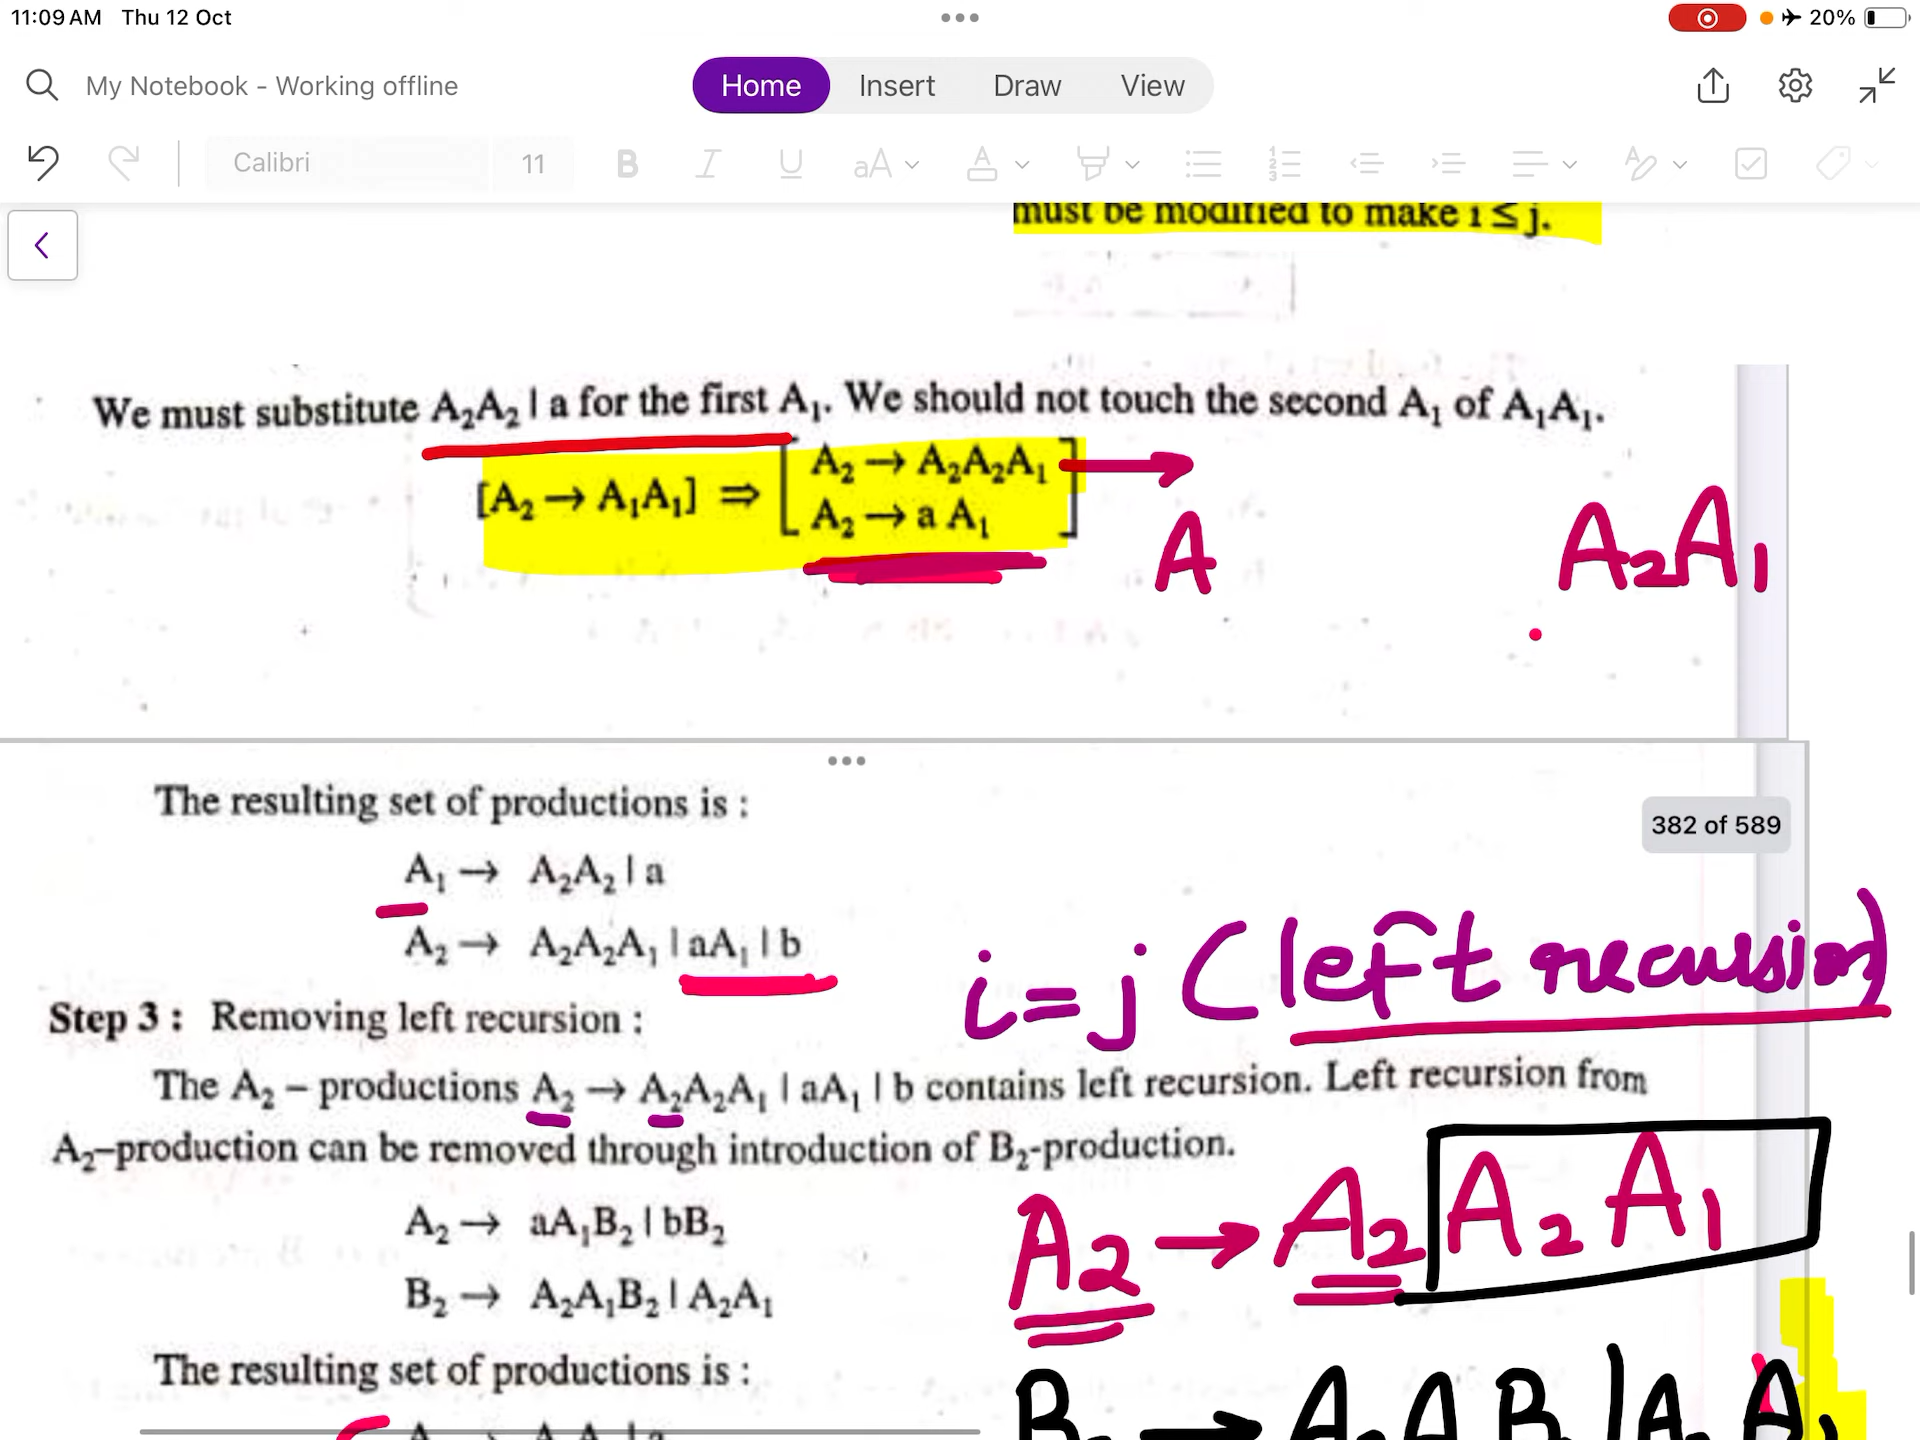 11:09 AM Thu 12 Oct
20%
My Notebook - Working offline
Home Insert Draw View
Calibri 11 B I U aA A
must be modified to make i ≤ j.
We must substitute A₂A₂ | a for the first A₁. We should not touch the second A₁ of A₁A₁.
[A₂ → A₁A₁] ⇒ [A₂ → A₂A₂A₁
A₂ → a A₁]
A
A₂A₁
The resulting set of productions is :
382 of 589
A₁ → A₂A₂ | a
A₂ → A₂A₂A₁ | aA₁ | b
i=j (left recursion)
Step 3 : Removing left recursion :
The A₂ – productions A₂ → A₂A₂A₁ | aA₁ | b contains left recursion. Left recursion from
A₂–production can be removed through introduction of B₂-production.
A₂ → aA₁B₂ | bB₂
A₂ → A₂ A₂ A₁
B₂ → A₂A₁B₂ | A₂A₁
The resulting set of productions is :